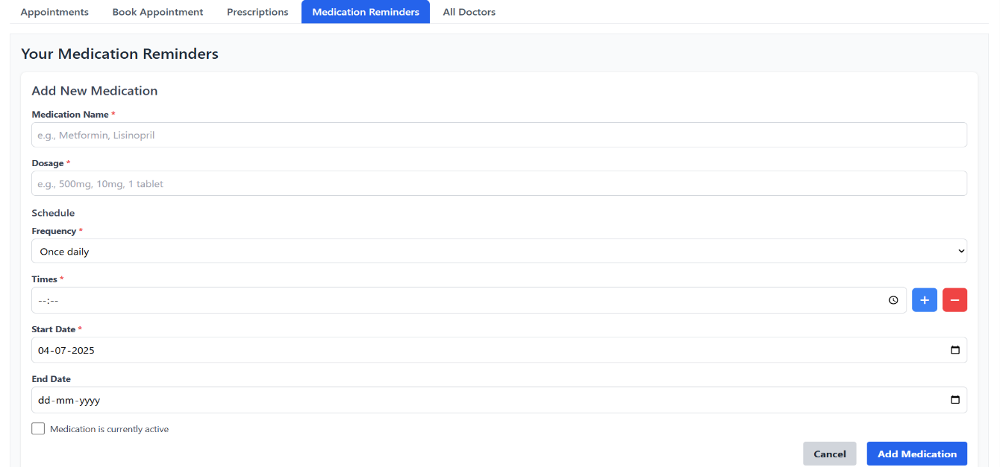 Appointments Book Appointment Prescriptions Medication Reminders All Doctors
Your Medication Reminders
Add New Medication
Medication Name *
e.g., Metformin, Lisinopril
Dosage *
e.g., 500mg, 10mg, 1 tablet
Schedule
Frequency *
Once daily
Times *
--:--
+ −
Start Date *
04-07-2025
End Date
dd-mm-yyyy
Medication is currently active
Cancel Add Medication